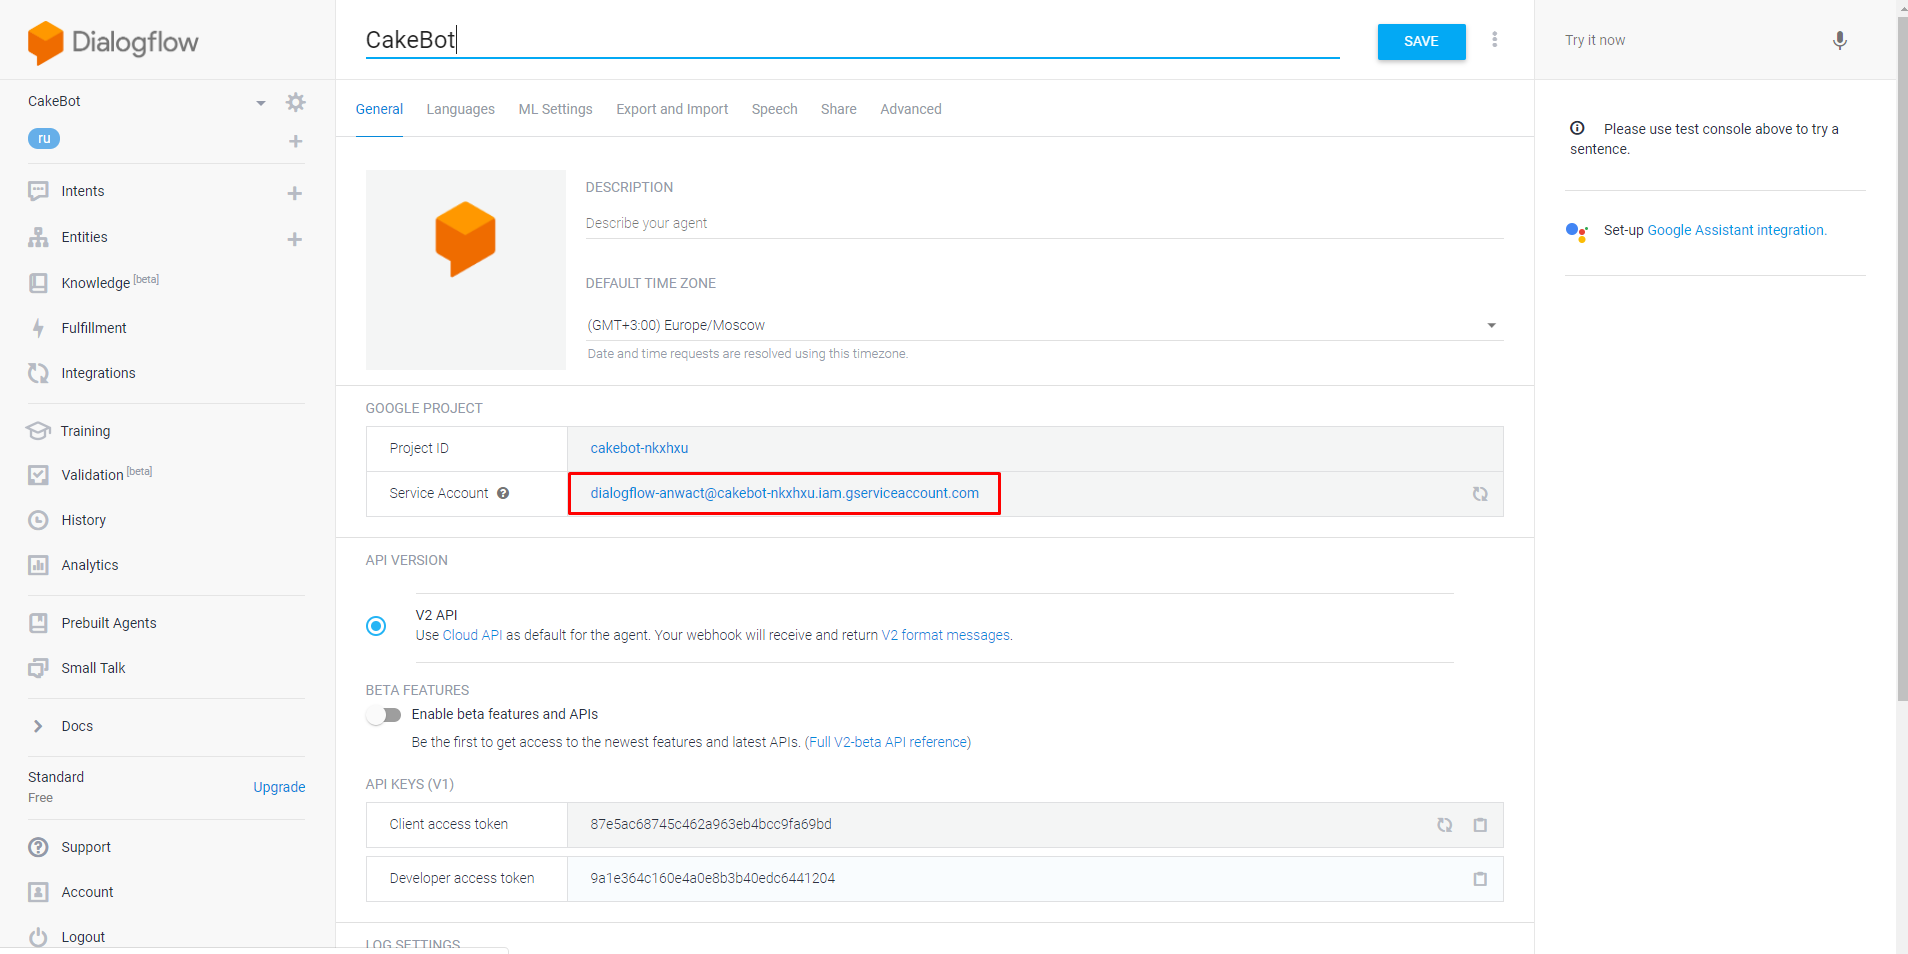 Dialogflow
CakeBot
ru
Intents
Entities
Knowledge [beta]
Fulfillment
Integrations
Training
Validation [beta]
History
Analytics
Prebuilt Agents
Small Talk
Docs
Standard
Free
Upgrade
Support
Account
Logout
CakeBot
SAVE
General Languages ML Settings Export and Import Speech Share Advanced
DESCRIPTION
Describe your agent
DEFAULT TIME ZONE
(GMT+3:00) Europe/Moscow
Date and time requests are resolved using this timezone.
GOOGLE PROJECT
Project ID cakebot-nkxhxu
Service Account dialogflow-anwact@cakebot-nkxhxu.iam.gserviceaccount.com
API VERSION
V2 API
Use Cloud API as default for the agent. Your webhook will receive and return V2 format messages.
BETA FEATURES
Enable beta features and APIs
Be the first to get access to the newest features and latest APIs. (Full V2-beta API reference)
API KEYS (V1)
Client access token 87e5ac68745c462a963eb4bcc9fa69bd
Developer access token 9a1e364c160e4a0e8b3b40edc6441204
LOG SETTINGS
Try it now
Please use test console above to try a
sentence.
Set-up Google Assistant integration.